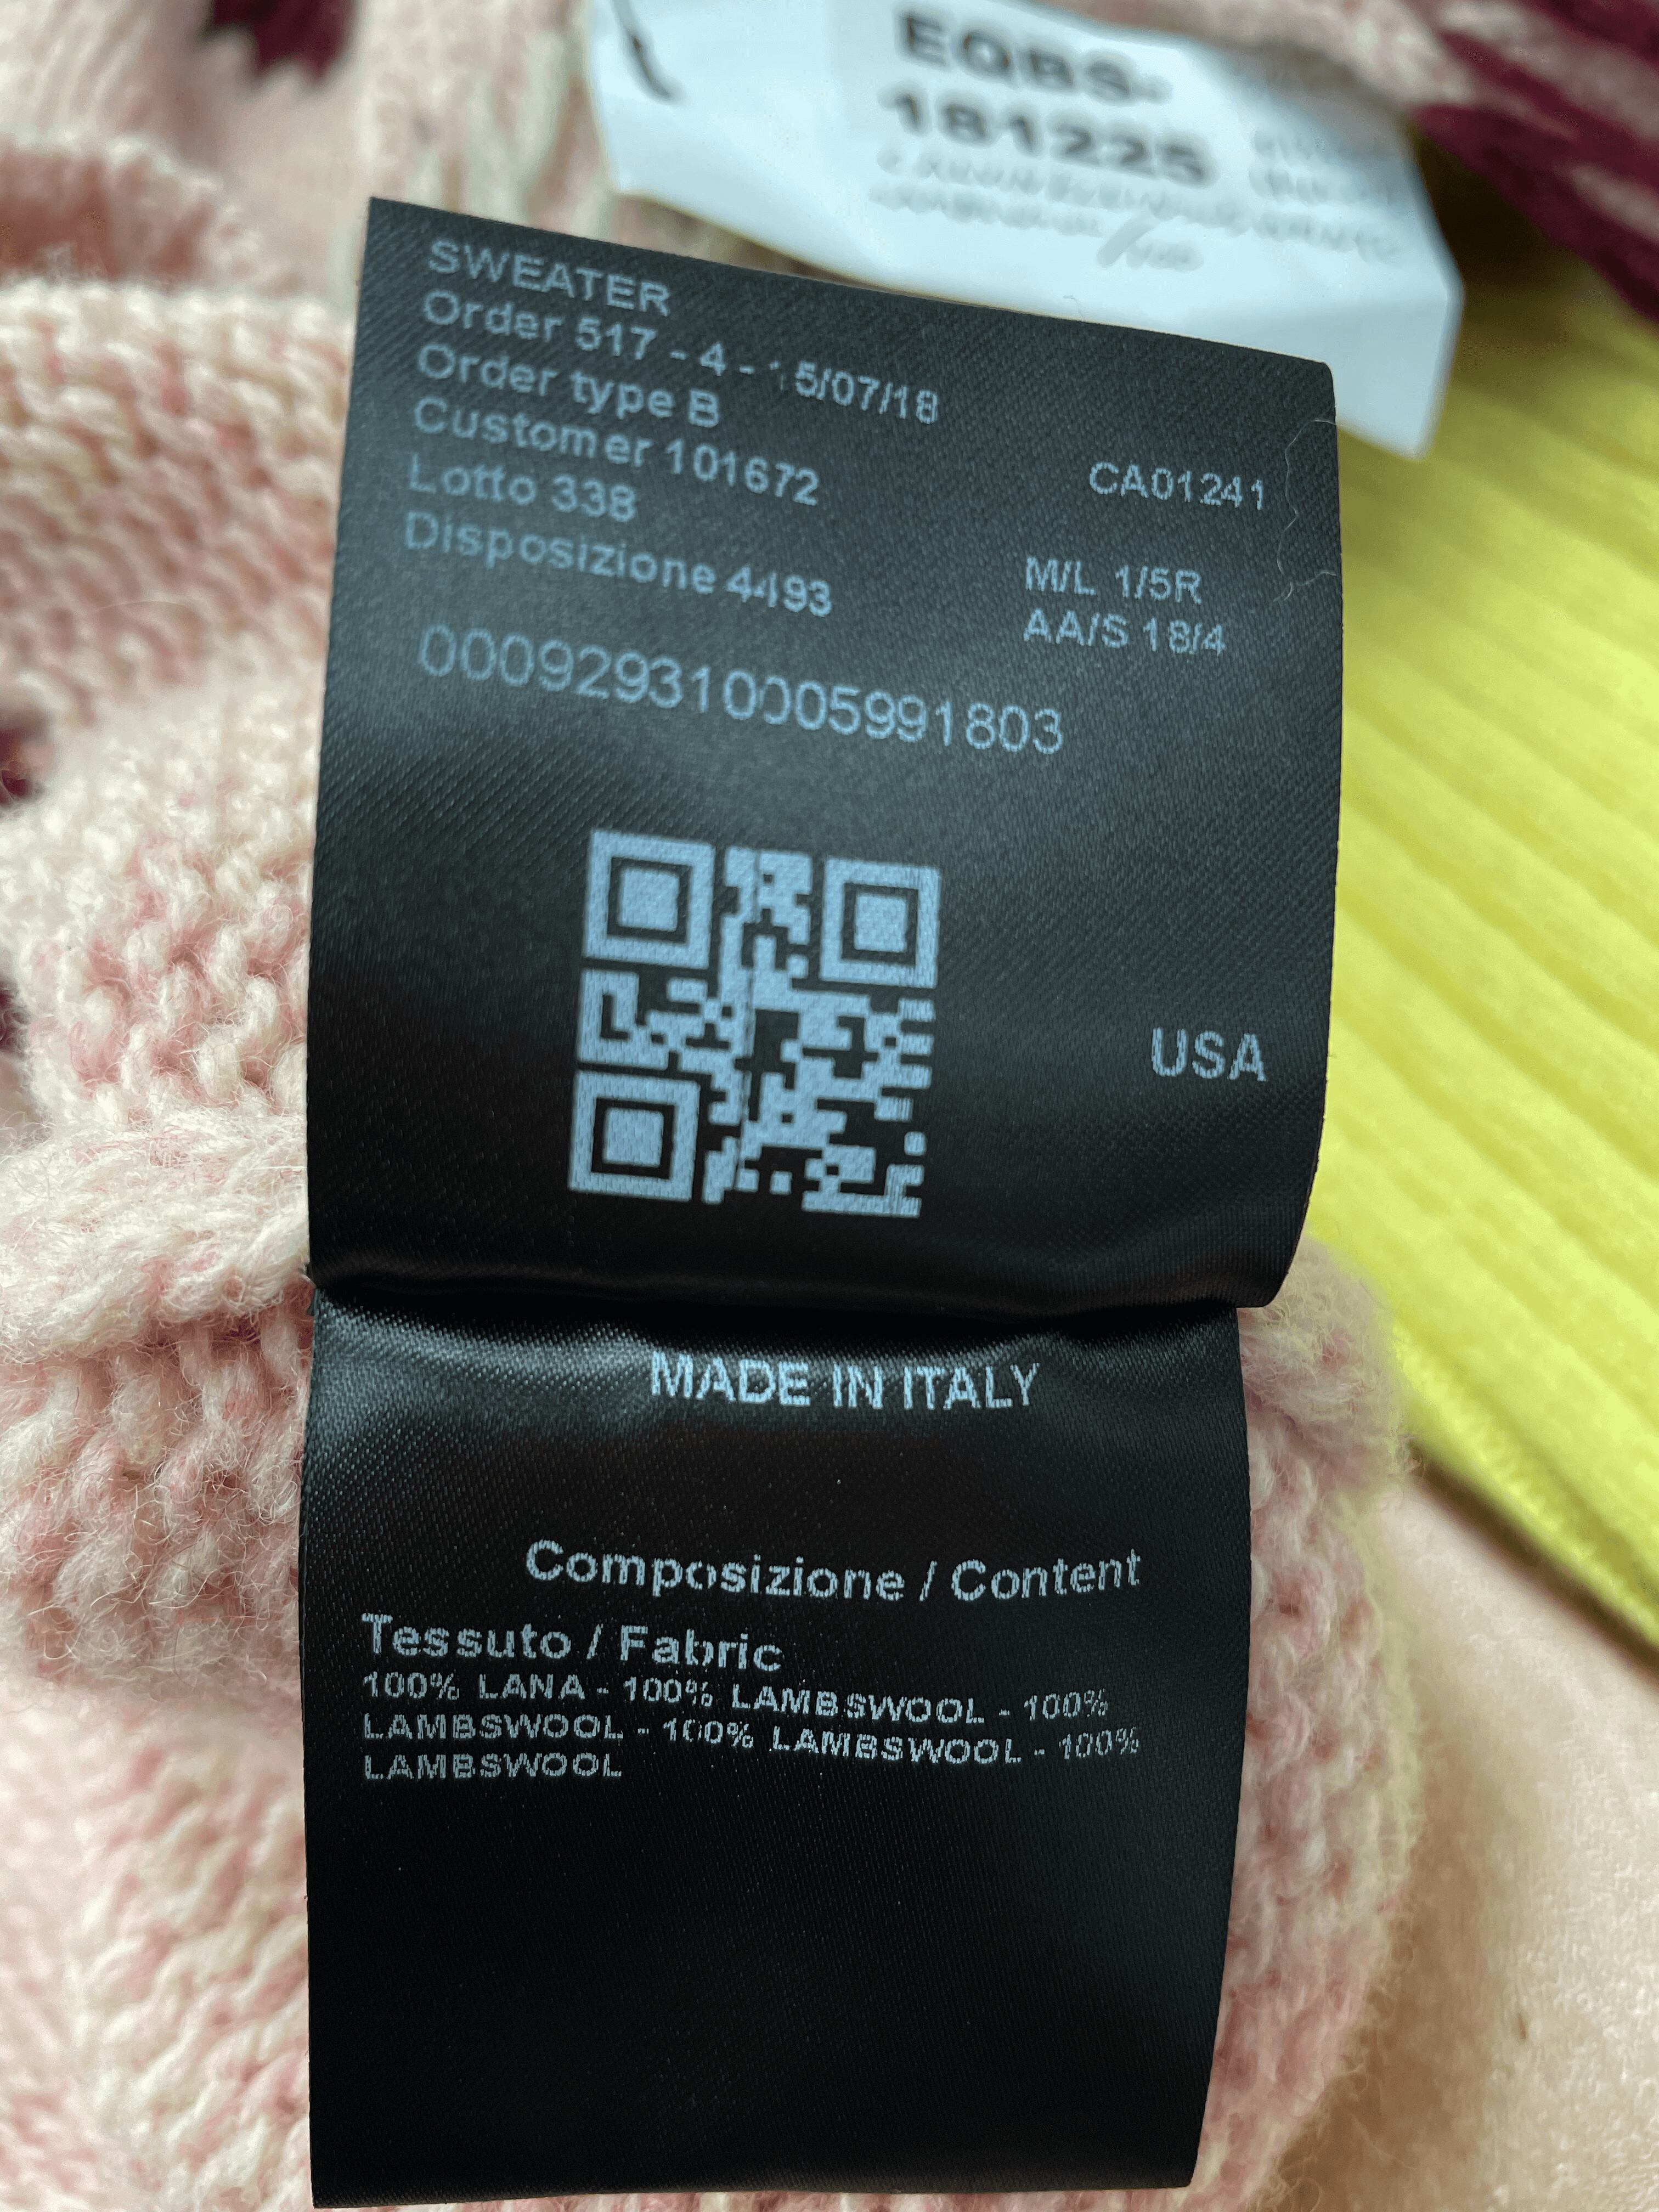 EQBS-
181225
SWEATER
Order 517 - 4 - 15/07/18
Order type B
Customer 101672
CA01241
Lotto 338
Disposizione 4493
M/L 1/5R
AA/S 18/4
000929310005991803
USA
MADE IN ITALY
Composizione / Content
Tessuto / Fabric
100% LANA - 100% LAMBSWOOL - 100%
LAMBSWOOL - 100% LAMBSWOOL - 100%
LAMBSWOOL